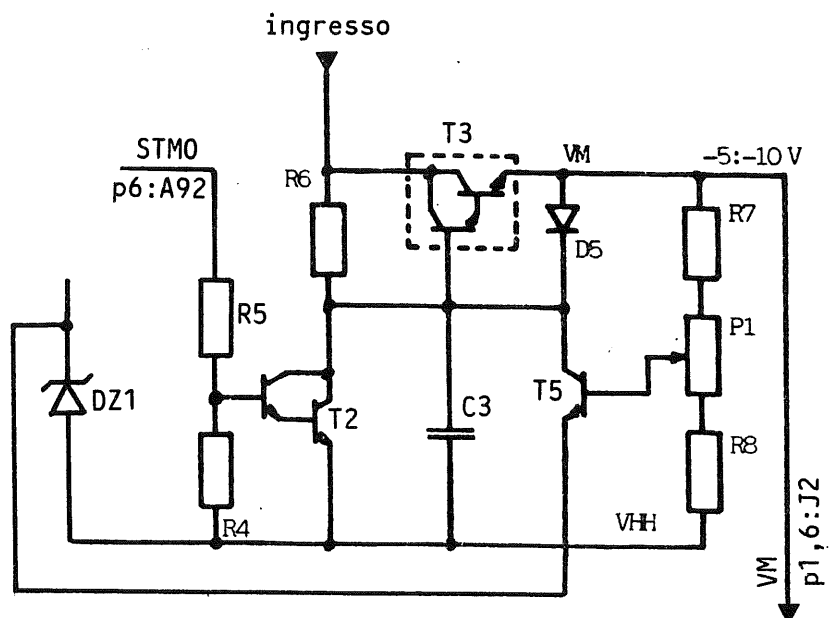 ingresso
T3
STMO
p6:A92
R6
VM
-5:-10 V
R7
D5
R5
P1
DZ1
T2
C3
T5
R8
R4
VHH
VM
p1,6:J2